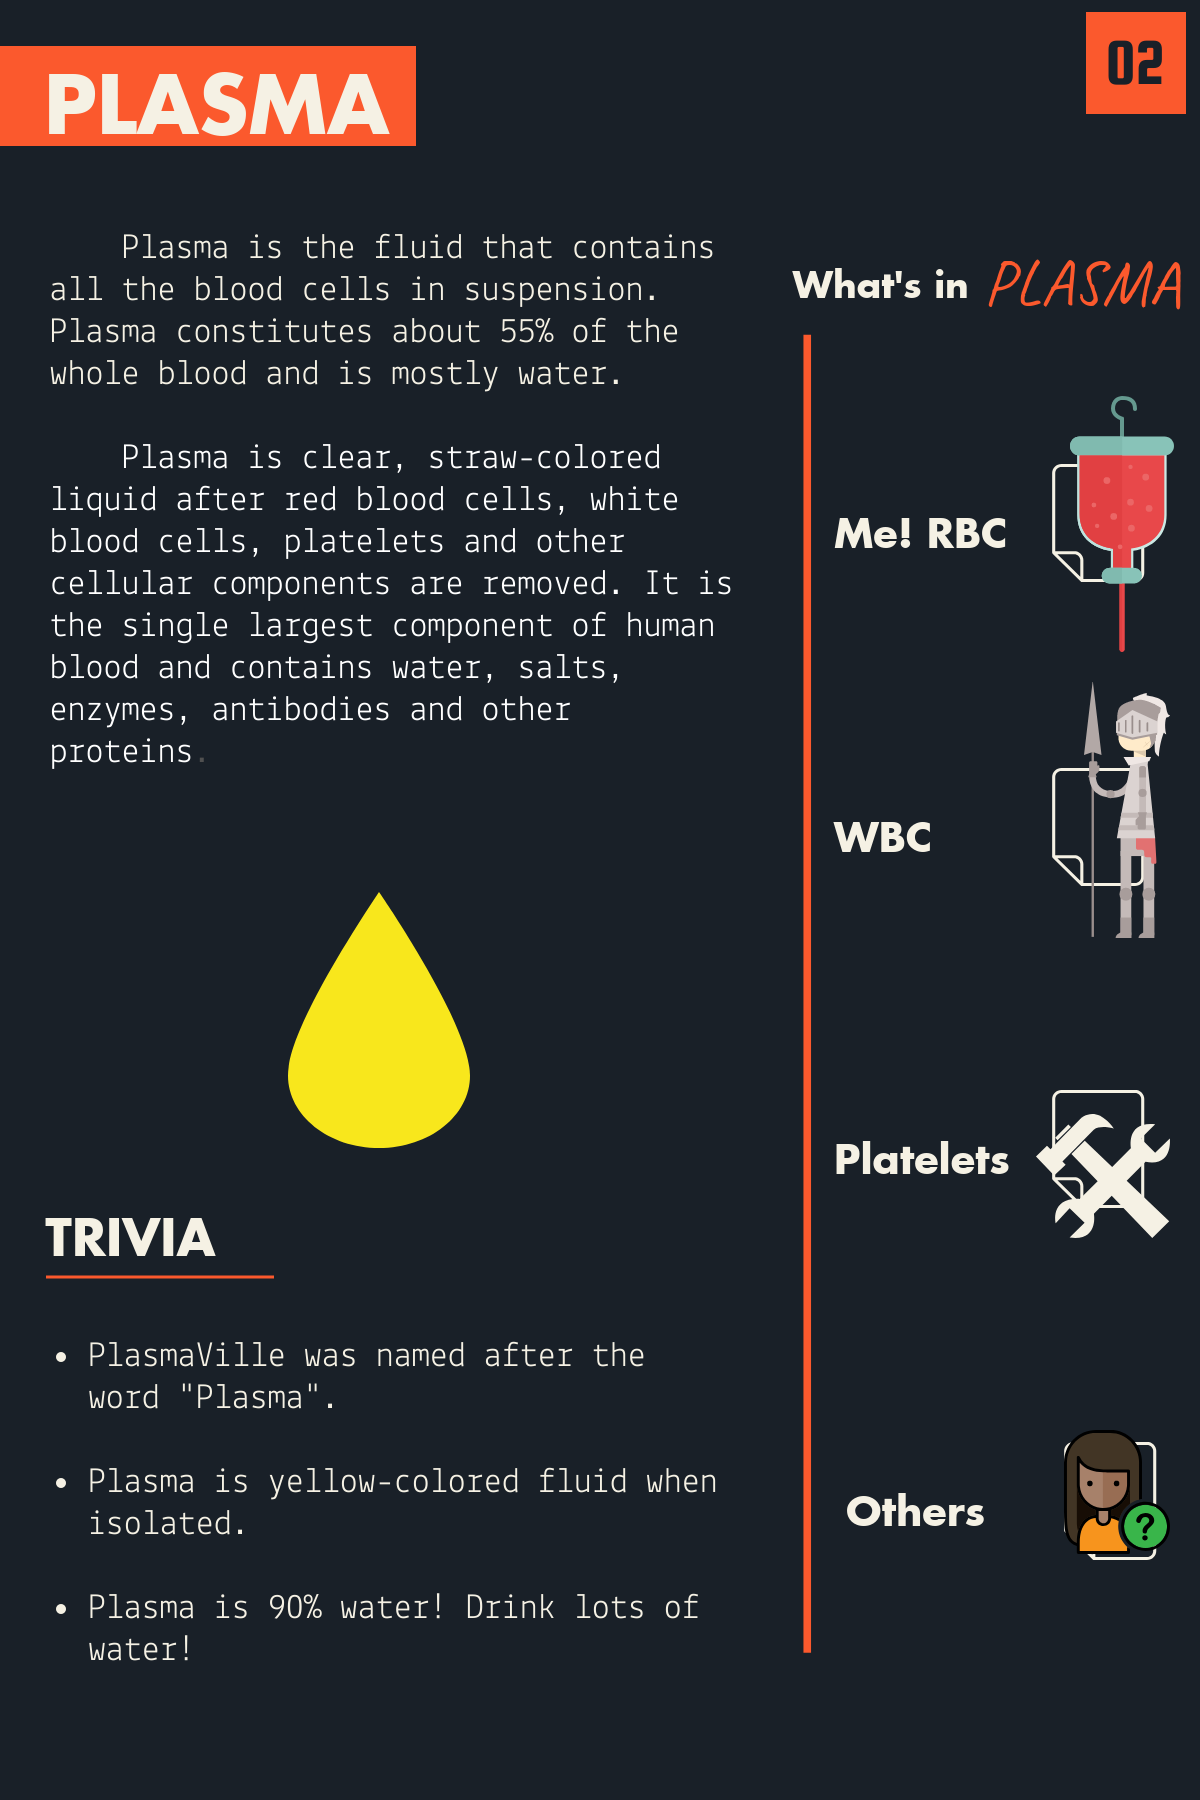 02
PLASMA
Plasma is the fluid that contains
all the blood cells in suspension.
Plasma constitutes about 55% of the
whole blood and is mostly water.
Plasma is clear, straw-colored
liquid after red blood cells, white
blood cells, platelets and other
cellular components are removed. It is
the single largest component of human
blood and contains water, salts,
enzymes, antibodies and other
proteins.
TRIVIA
• PlasmaVille was named after the
word "Plasma".
• Plasma is yellow-colored fluid when
isolated.
• Plasma is 90% water! Drink lots of
water!
What's in PLASMA
Me! RBC
WBC
Platelets
Others
?